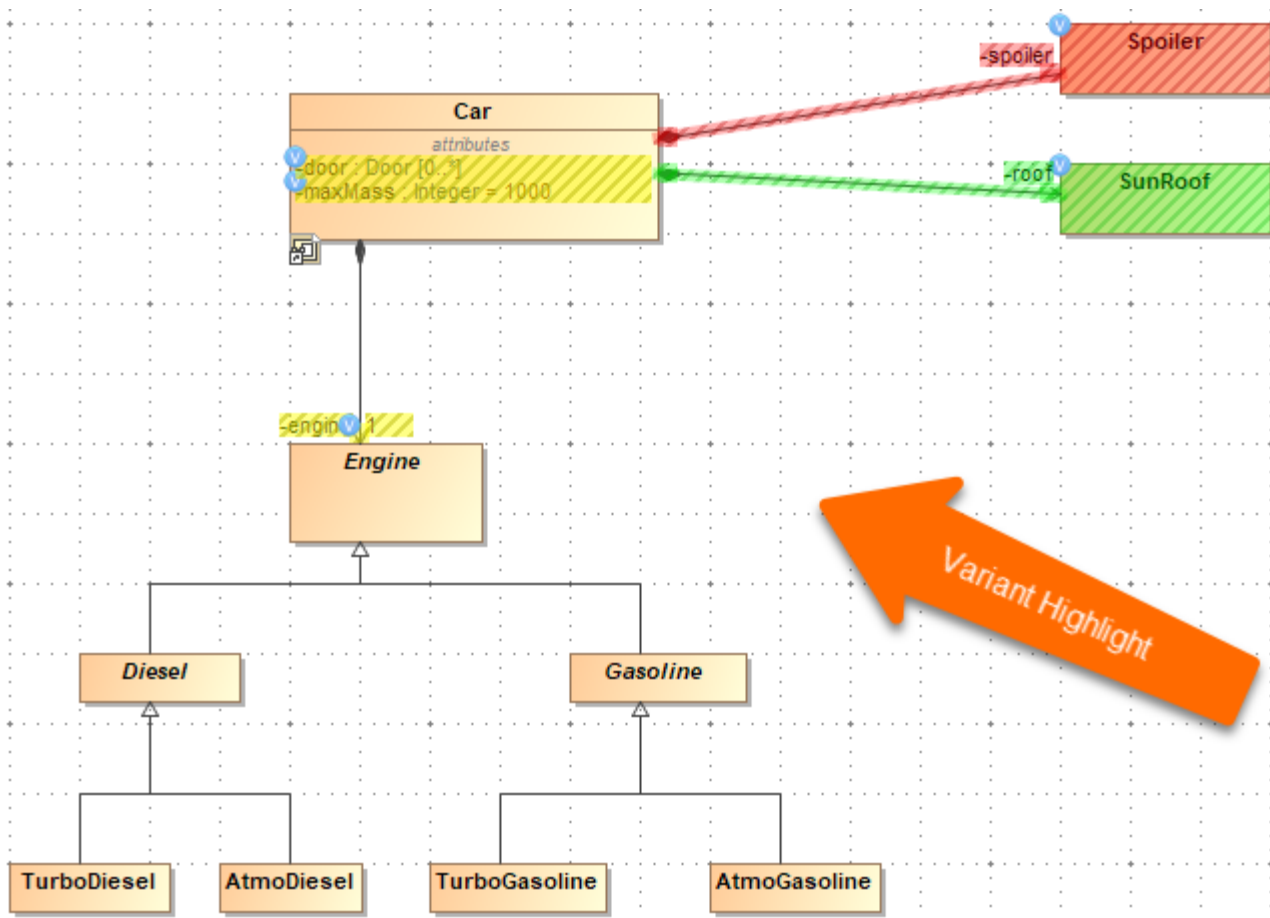 Spoiler
-spoiler
Car
attributes
-door : Door [0..*]
-maxMass : Integer = 1000
-roof
SunRoof
-engin
1
Engine
Variant Highlight
Diesel
Gasoline
TurboDiesel
AtmoDiesel
TurboGasoline
AtmoGasoline